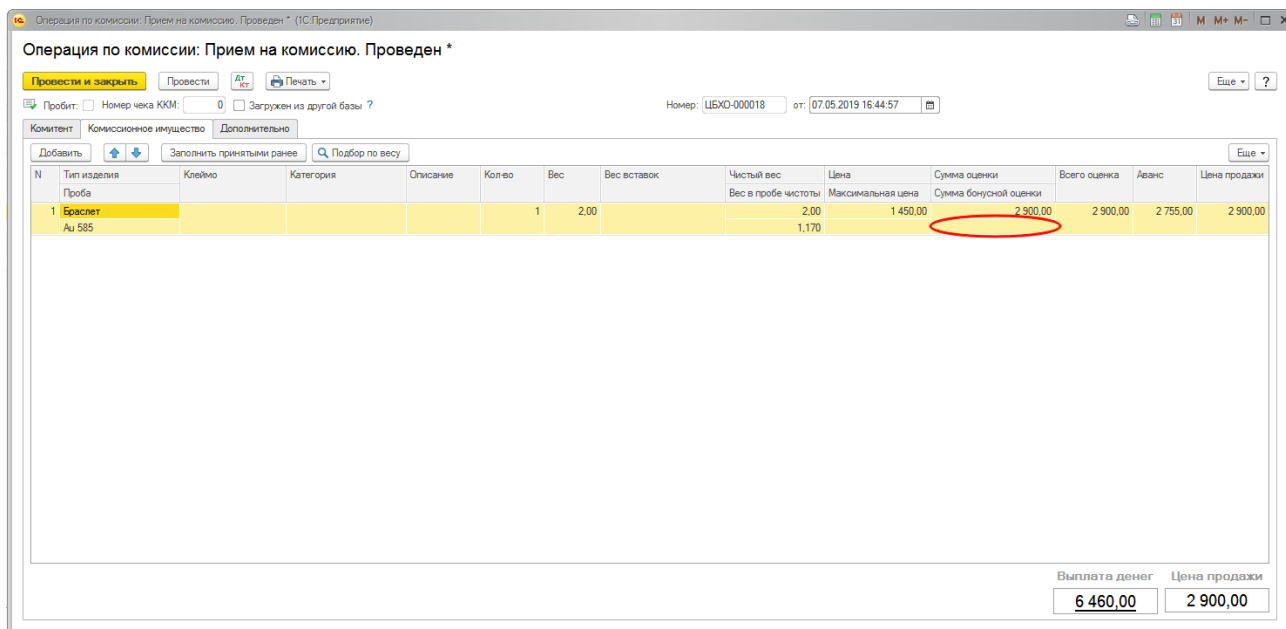 1С Операция по комиссии: Прием на комиссию. Проведен * (1С:Предприятие) 31 M M+ M-
Операция по комиссии: Прием на комиссию. Проведен *
Провести и закрыть Провести Дт Кт Печать Еще ?
Пробит: Номер чека ККМ: 0 Загружен из другой базы ? Номер: ЦБХО-000018 от: 07.05.2019 16:44:57
Комитент Комиссионное имущество Дополнительно
Добавить Заполнить принятыми ранее Подбор по весу Еще
N Тип изделия Клеймо Категория Описание Кол-во Вес Вес вставок Чистый вес Цена Сумма оценки Всего оценка Аванс Цена продажи
Проба Вес в пробе чистоты Максимальная цена Сумма бонусной оценки
1 Браслет 1 2,00 2,00 1 450,00 2 900,00 2 900,00 2 755,00 2 900,00
Au 585 1,170
Выплата денег Цена продажи
6 460,00 2 900,00